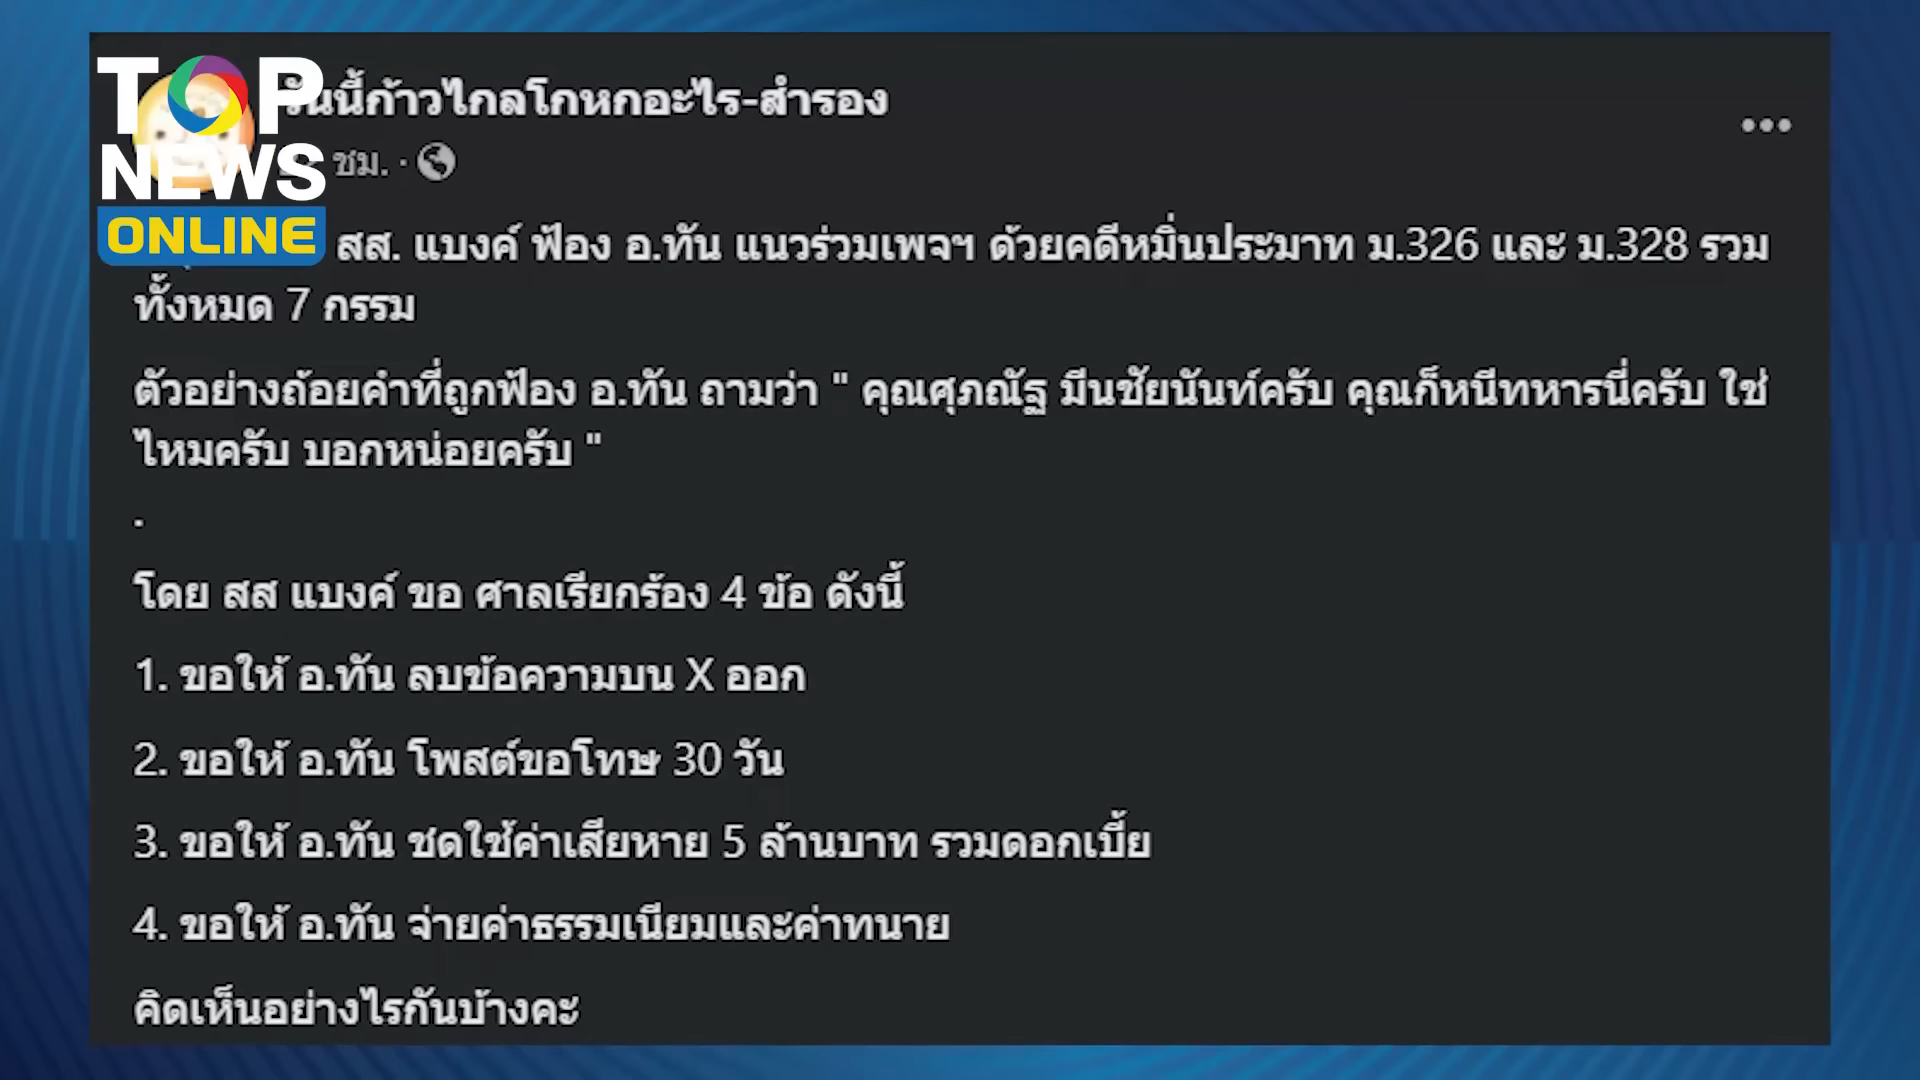 TOP
NEWS
ONLINE
วันนี้ก้าวไกลโกหกอะไร-สำรอง
ชม. ·
สส. แบงค์ ฟ้อง อ.ทัน แนวร่วมเพจฯ ด้วยคดีหมิ่นประมาท ม.326 และ ม.328 รวม
ทั้งหมด 7 กรรม
ตัวอย่างถ้อยคำที่ถูกฟ้อง อ.ทัน ถามว่า " คุณศุภณัฐ มีนชัยนันท์ครับ คุณก็หนีทหารนี่ครับ ใช่
ไหมครับ บอกหน่อยครับ "
.
โดย สส แบงค์ ขอ ศาลเรียกร้อง 4 ข้อ ดังนี้
1. ขอให้ อ.ทัน ลบข้อความบน X ออก
2. ขอให้ อ.ทัน โพสต์ขอโทษ 30 วัน
3. ขอให้ อ.ทัน ชดใช้ค่าเสียหาย 5 ล้านบาท รวมดอกเบี้ย
4. ขอให้ อ.ทัน จ่ายค่าธรรมเนียมและค่าทนาย
คิดเห็นอย่างไรกันบ้างคะ